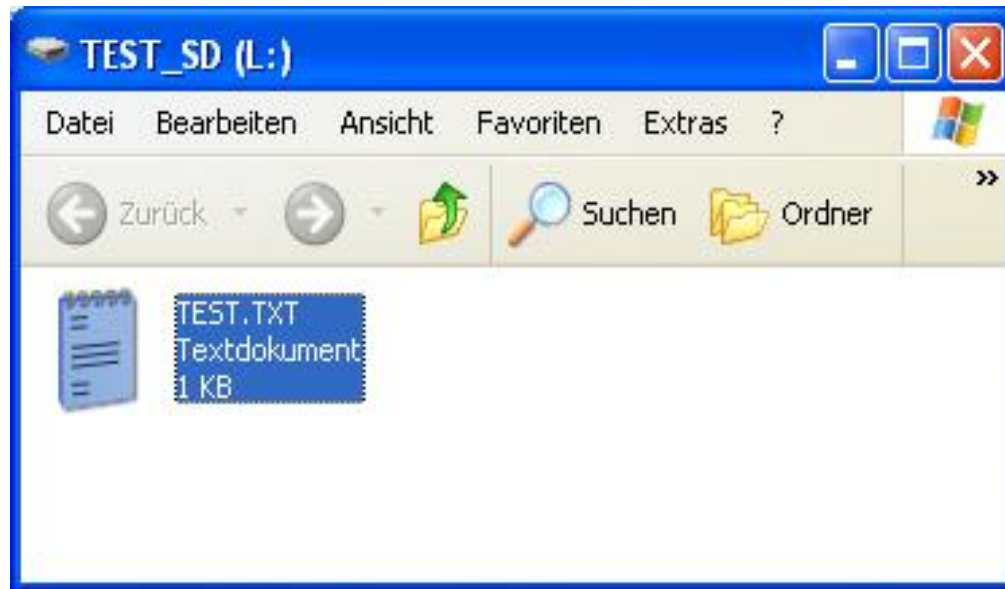 TEST_SD (L:)
Datei Bearbeiten Ansicht Favoriten Extras ?
Zurück Suchen Ordner »
TEST.TXT
Textdokument
1 KB